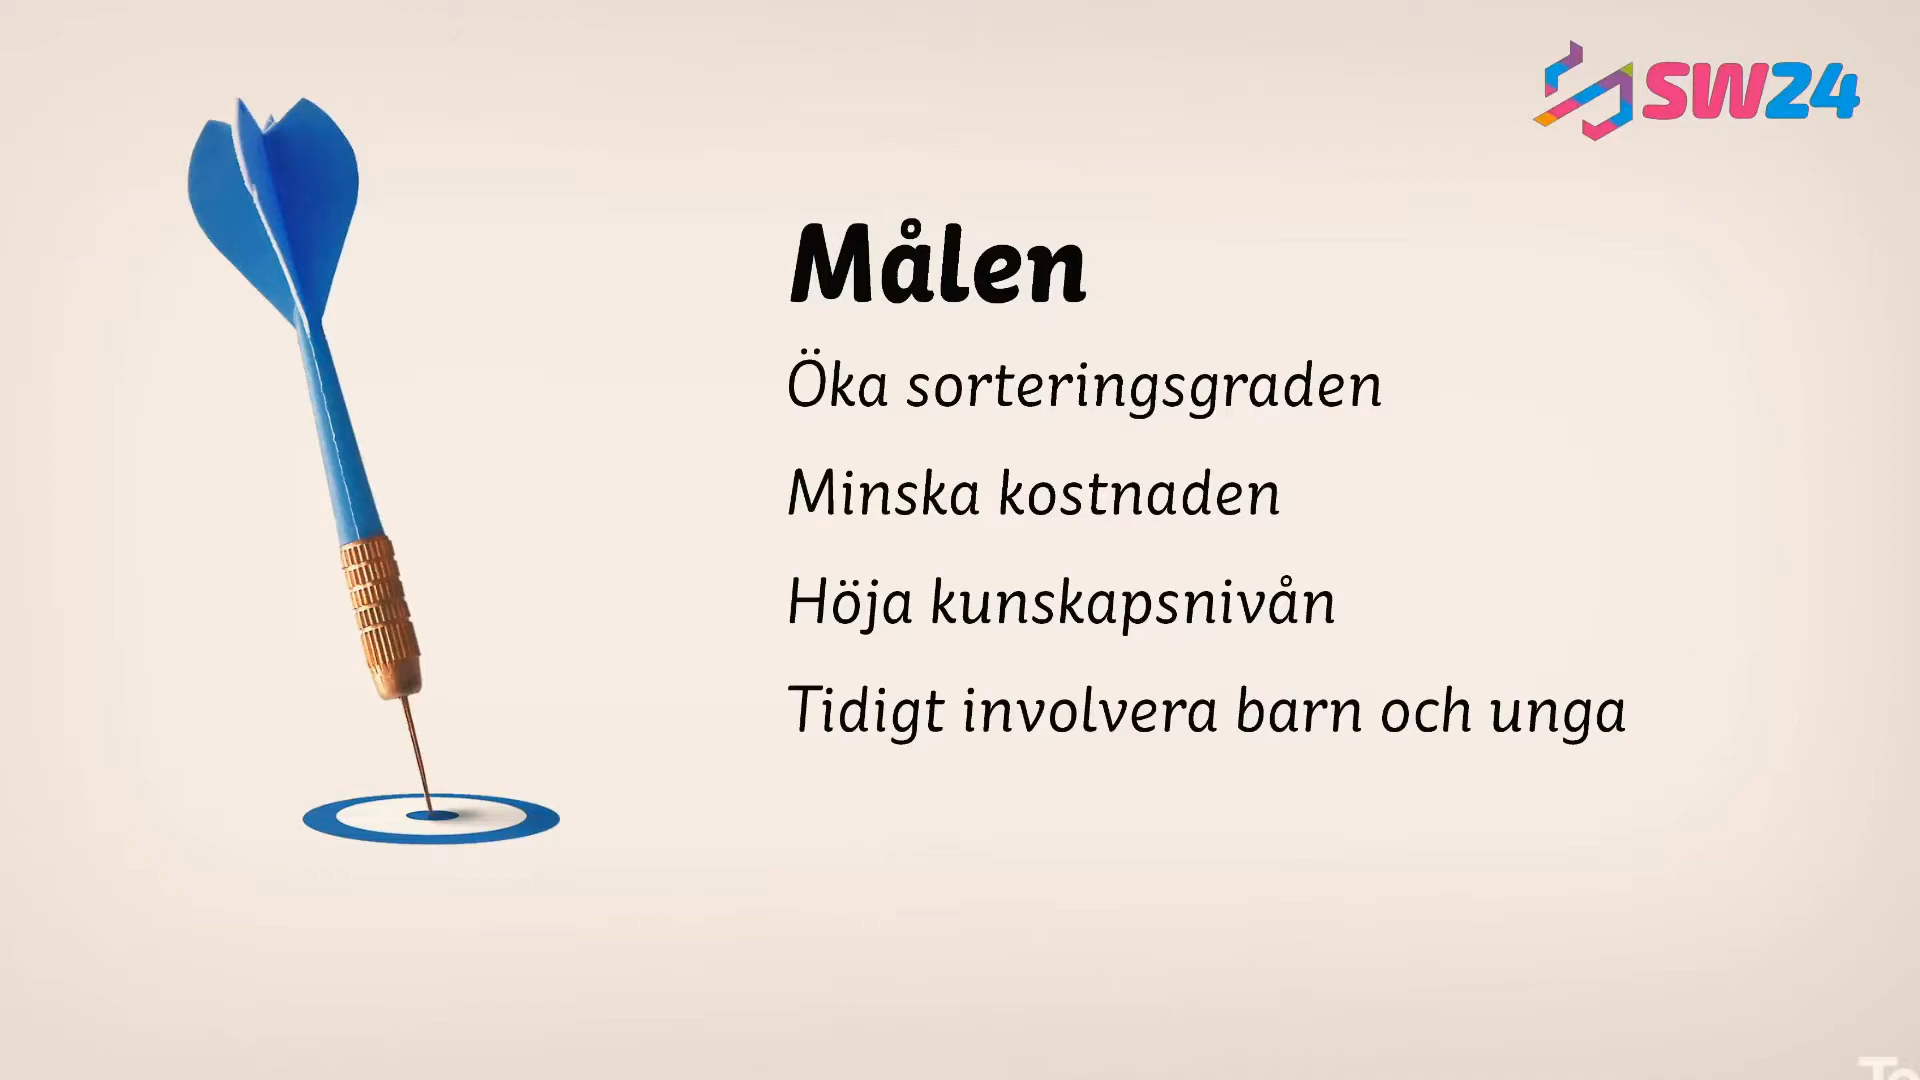 SW24
Målen
Öka sorteringsgraden
Minska kostnaden
Höja kunskapsnivån
Tidigt involvera barn och unga